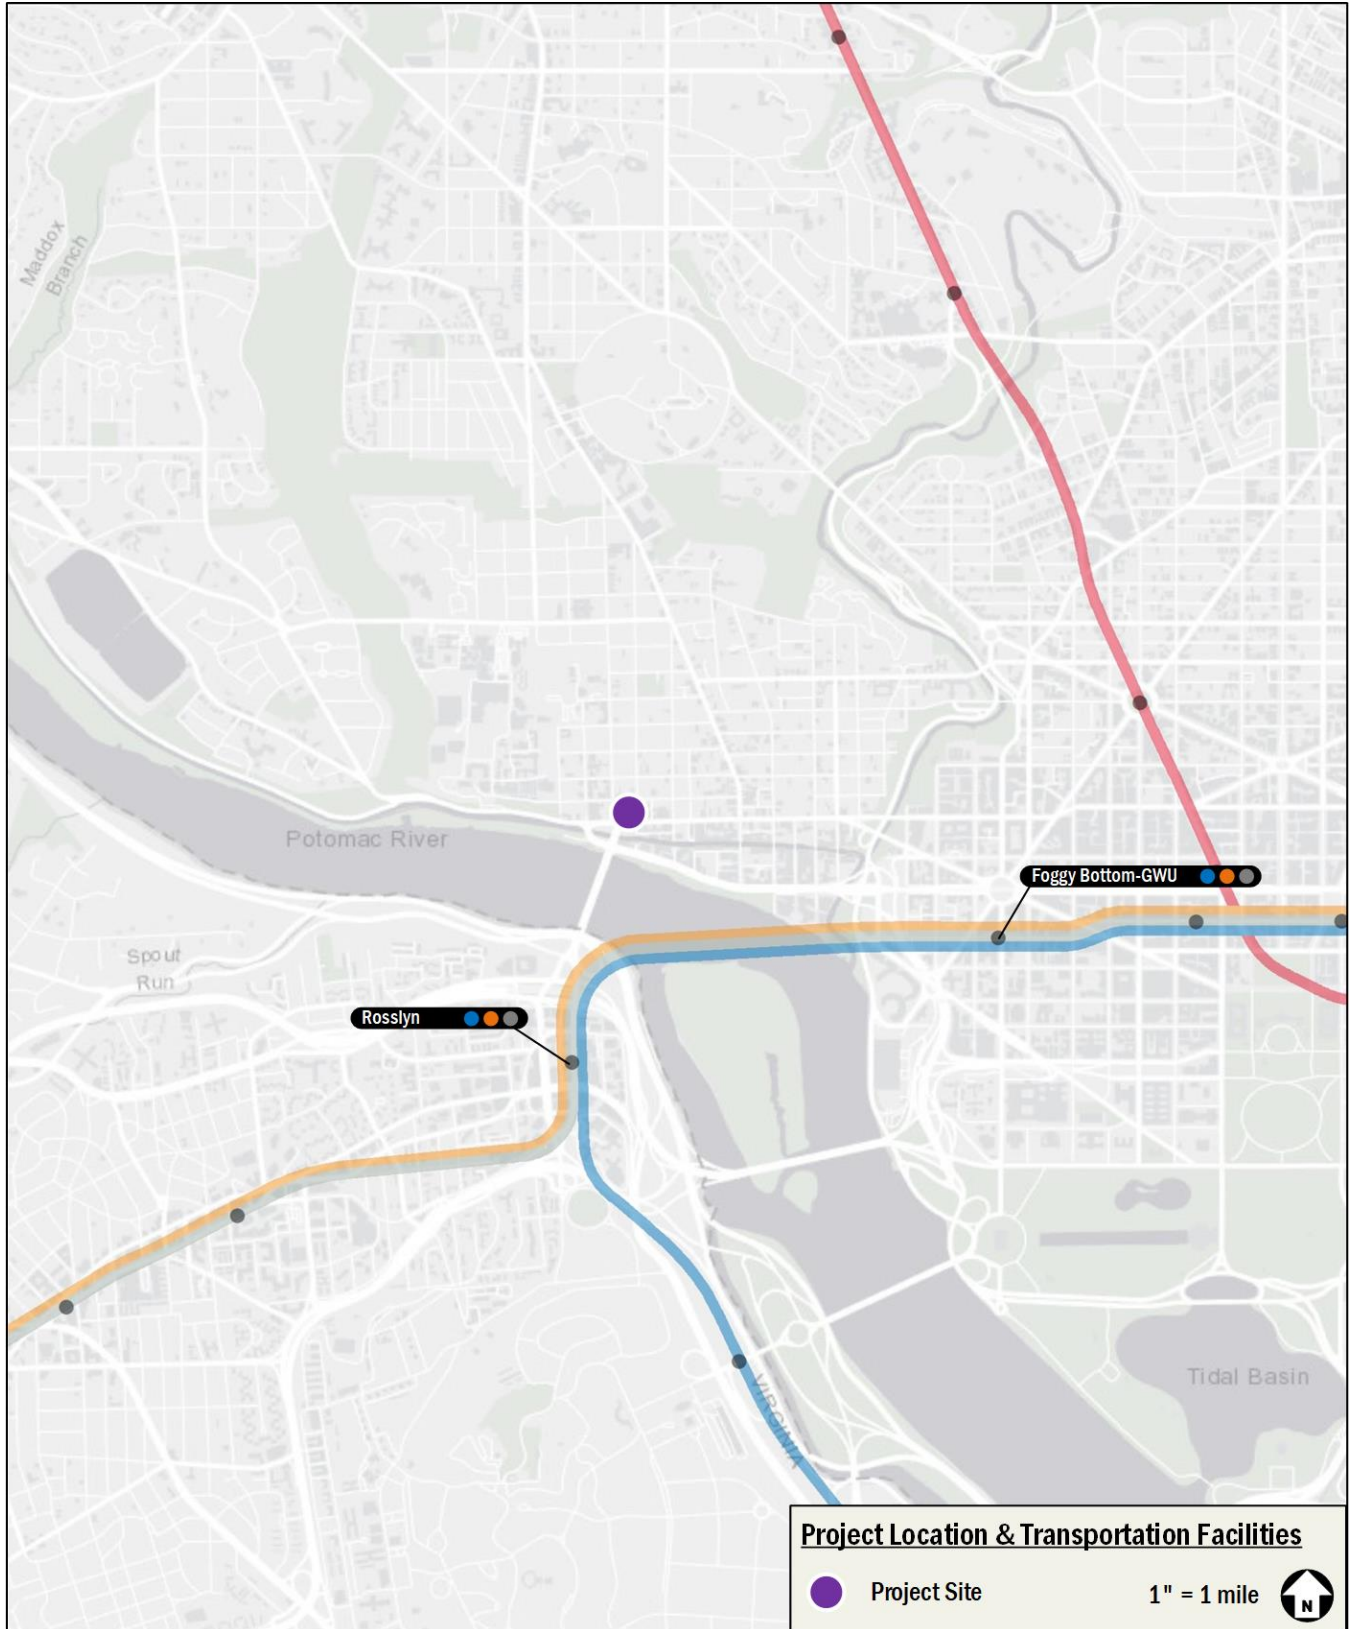 Maddox
Branch
Potomac River
Foggy Bottom-GWU
Spout
Run
Rosslyn
Tidal Basin
VIRGINIA
Project Location & Transportation Facilities
Project Site
1" = 1 mile
N